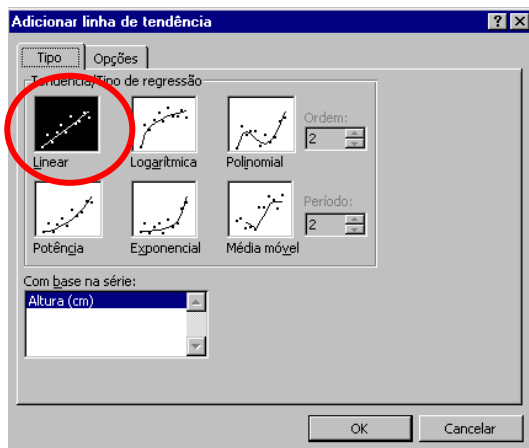 Adicionar linha de tendência
Tipo Opções
Tendência/Tipo de regressão
Linear Logarítmica Polinomial
Ordem:
2
Potência Exponencial Média móvel
Período:
2
Com base na série:
Altura (cm)
OK Cancelar